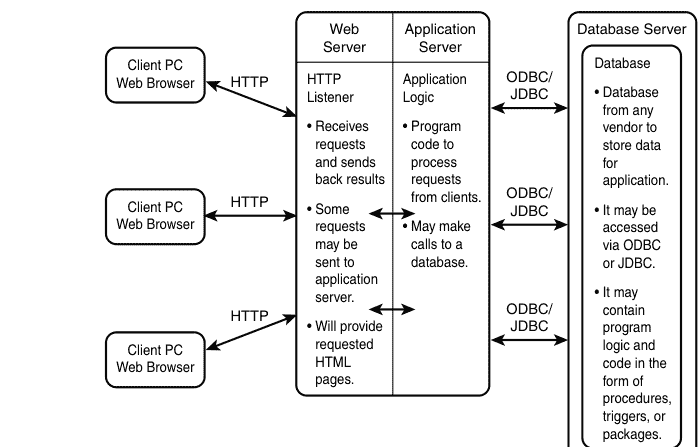 Client PC
Web Browser
HTTP
Client PC
Web Browser
HTTP
Client PC
Web Browser
HTTP
Web
Server
HTTP
Listener
• Receives
requests
and sends
back results
• Some
requests
may be
sent to
application
server.
• Will provide
requested
HTML
pages.
Application
Server
Application
Logic
• Program
code to
process
requests
from clients.
• May make
calls to a
database.
ODBC/
JDBC
ODBC/
JDBC
ODBC/
JDBC
Database Server
Database
• Database
from any
vendor to
store data
for
application.
• It may be
accessed
via ODBC
or JDBC.
• It may
contain
program
logic and
code in the
form of
procedures,
triggers, or
packages.